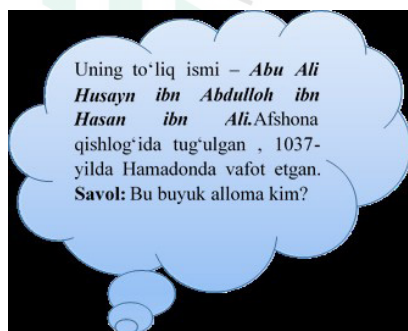 Uning to‘liq ismi – Abu Ali
Husayn ibn Abdulloh ibn
Hasan ibn Ali.Afshona
qishlog‘ida tug‘ulgan , 1037-
yilda Hamadonda vafot etgan.
Savol: Bu buyuk alloma kim?